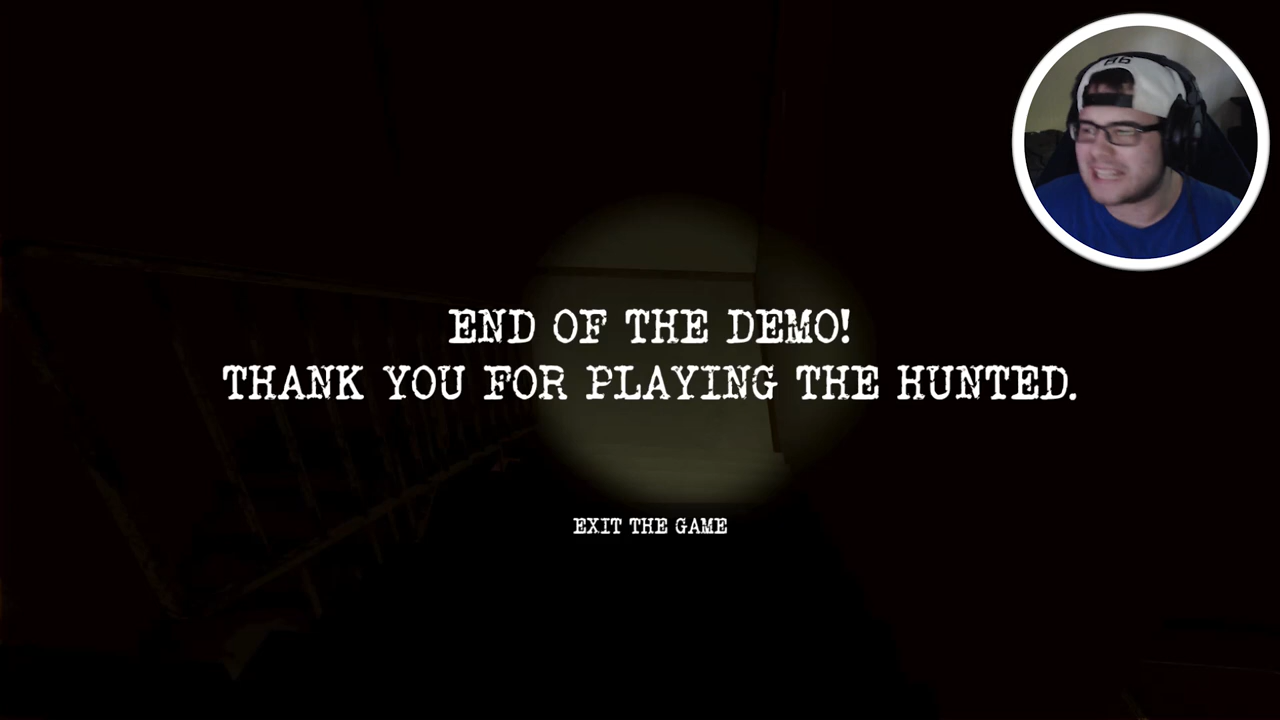 END OF THE DEMO!
THANK YOU FOR PLAYING THE HUNTED.
EXIT THE GAME